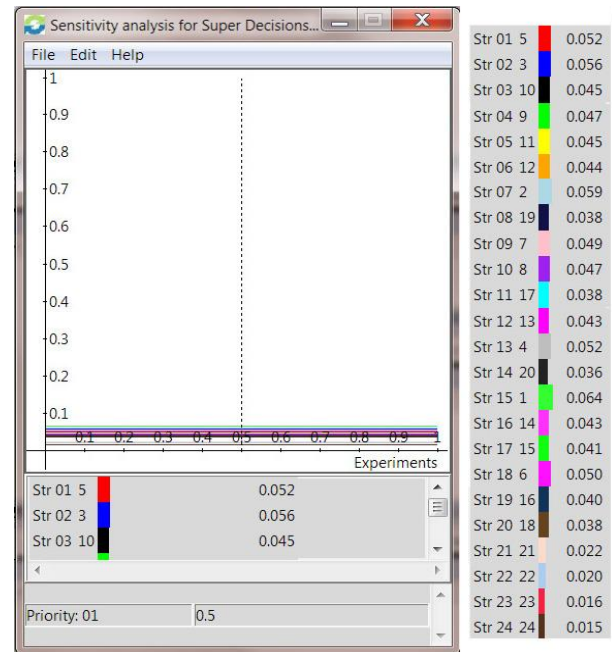 Sensitivity analysis for Super Decisions...
File Edit Help
1
0.9
0.8
0.7
0.6
0.5
0.4
0.3
0.2
0.1
0.1 0.2 0.3 0.4 0.5 0.6 0.7 0.8 0.9 1
Experiments
Str 01 5 0.052
Str 02 3 0.056
Str 03 10 0.045
Priority: 01 0.5
Str 01 5 0.052
Str 02 3 0.056
Str 03 10 0.045
Str 04 9 0.047
Str 05 11 0.045
Str 06 12 0.044
Str 07 2 0.059
Str 08 19 0.038
Str 09 7 0.049
Str 10 8 0.047
Str 11 17 0.038
Str 12 13 0.043
Str 13 4 0.052
Str 14 20 0.036
Str 15 1 0.064
Str 16 14 0.043
Str 17 15 0.041
Str 18 6 0.050
Str 19 16 0.040
Str 20 18 0.038
Str 21 21 0.022
Str 22 22 0.020
Str 23 23 0.016
Str 24 24 0.015